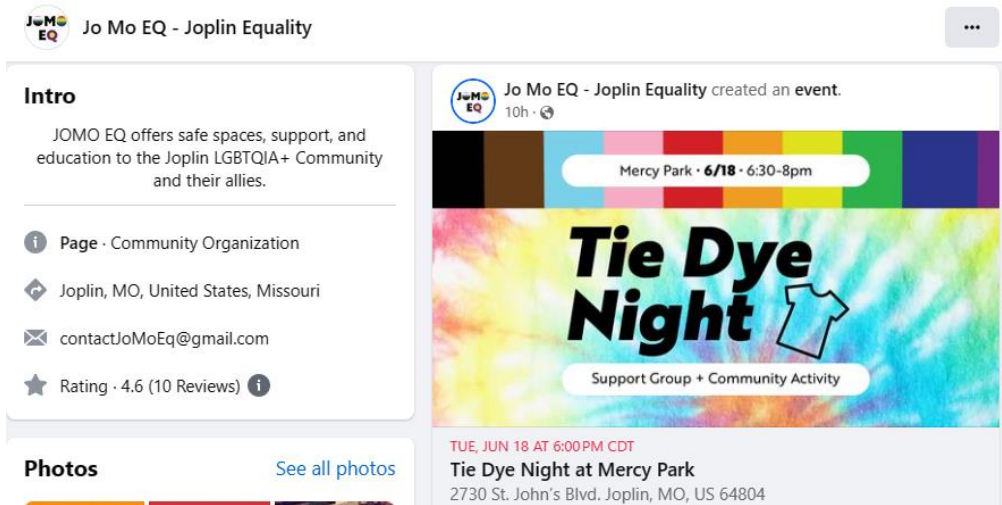 JOMO
EQ
Jo Mo EQ - Joplin Equality
Intro
JOMO EQ offers safe spaces, support, and
education to the Joplin LGBTQIA+ Community
and their allies.
Page · Community Organization
Joplin, MO, United States, Missouri
contactJoMoEq@gmail.com
Rating · 4.6 (10 Reviews)
Photos
See all photos
JOMO
EQ
Jo Mo EQ - Joplin Equality created an event.
10h ·
Mercy Park · 6/18 · 6:30-8pm
Tie Dye
Night
Support Group + Community Activity
TUE, JUN 18 AT 6:00 PM CDT
Tie Dye Night at Mercy Park
2730 St. John's Blvd. Joplin, MO, US 64804